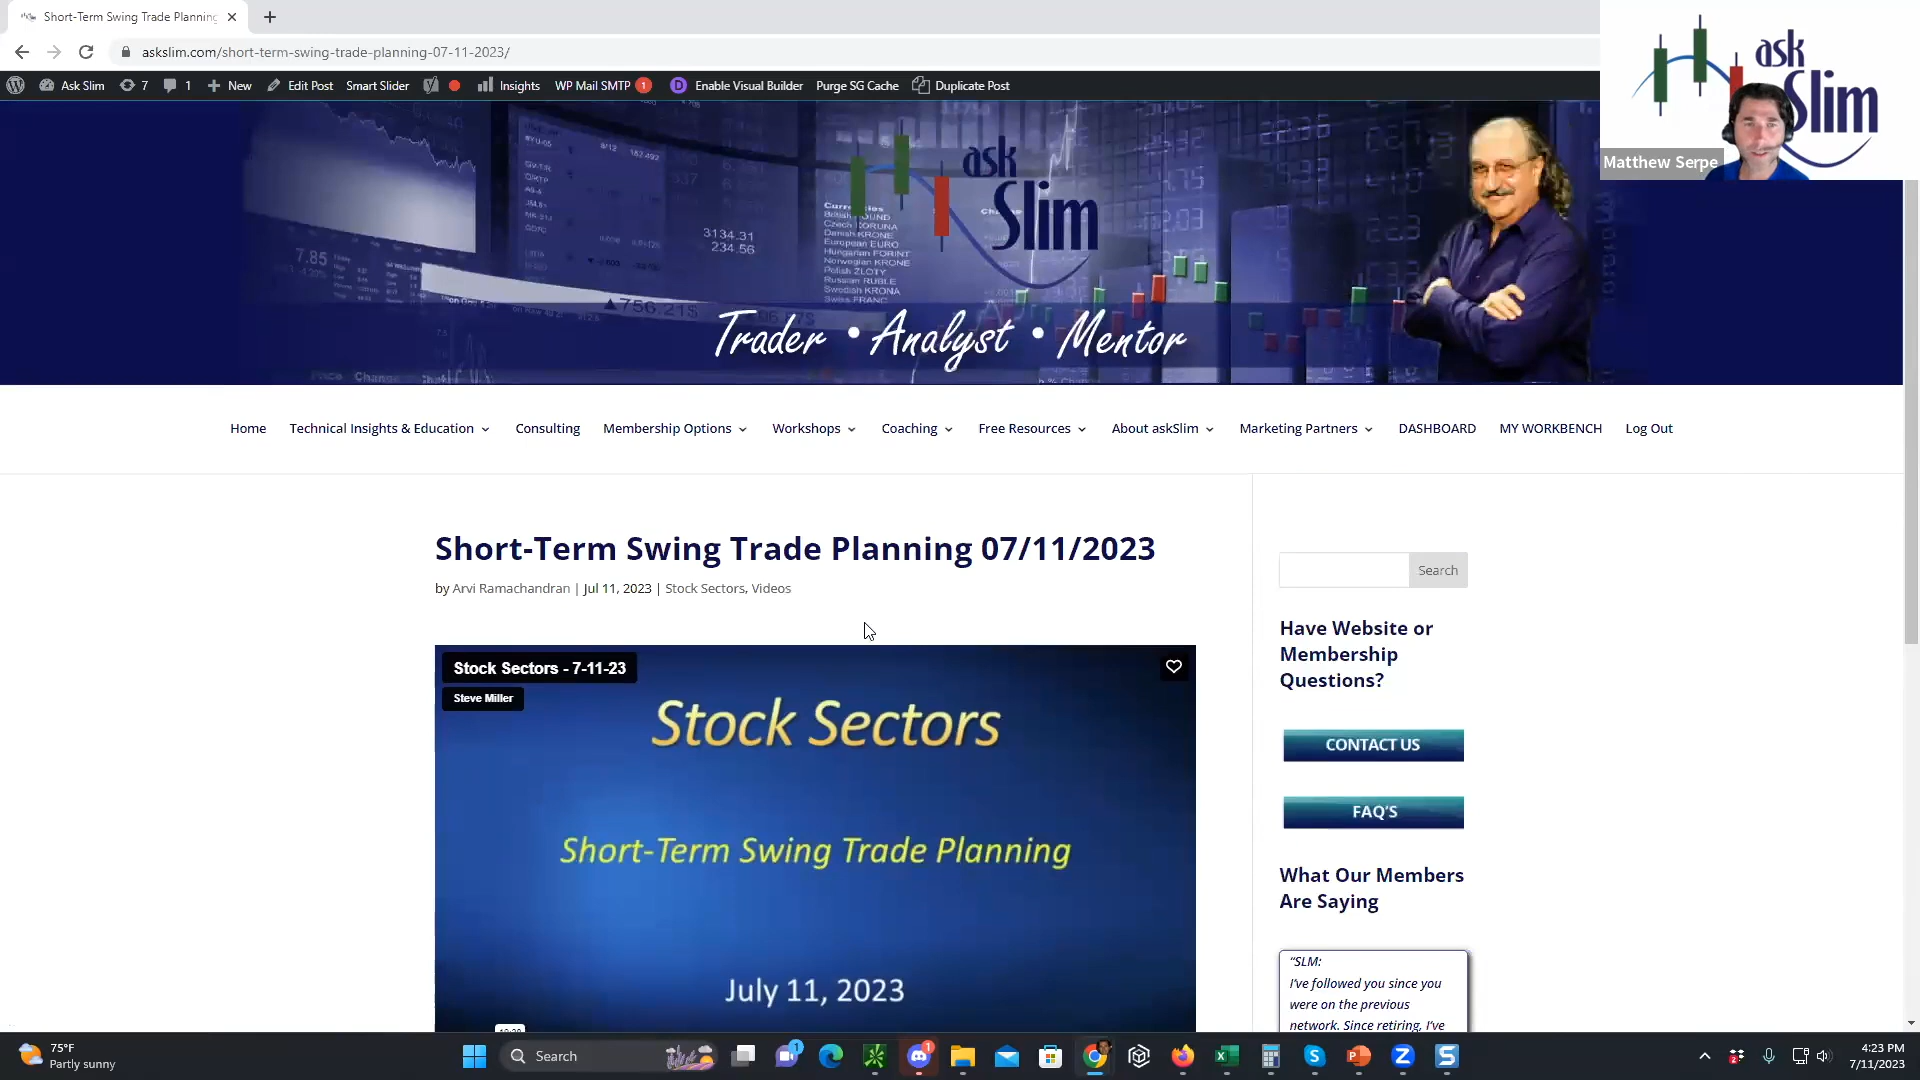 Short-Term Swing Trade Planning
askslim.com/short-term-swing-trade-planning-07-11-2023/
Ask Slim 7 1 New Edit Post Smart Slider Insights WP Mail SMTP 1 Enable Visual Builder Purge SG Cache Duplicate Post
ask
Slim
Matthew Serpe
ask
Slim
3134.31
234.56
7.85
756.21$
Trader • Analyst • Mentor
Home Technical Insights & Education Consulting Membership Options Workshops Coaching Free Resources About askSlim Marketing Partners DASHBOARD MY WORKBENCH Log Out
Short-Term Swing Trade Planning 07/11/2023
by Arvi Ramachandran | Jul 11, 2023 | Stock Sectors, Videos
Stock Sectors - 7-11-23
Steve Miller
Stock Sectors
Short-Term Swing Trade Planning
July 11, 2023
Search
Have Website or
Membership
Questions?
CONTACT US
FAQ'S
What Our Members
Are Saying
“SLM:
I’ve followed you since you
were on the previous
network. Since retiring, I’ve
75°F
Partly sunny
Search
4:23 PM
7/11/2023